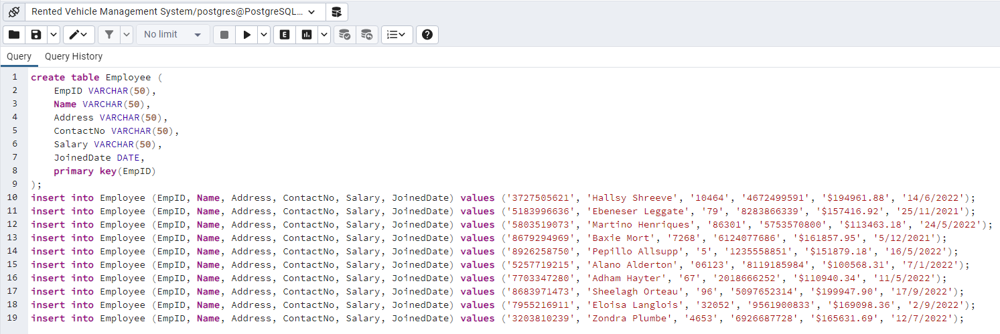 Rented Vehicle Management System/postgres@PostgreSQL...
No limit
Query Query History
1 create table Employee (
2 EmpID VARCHAR(50),
3 Name VARCHAR(50),
4 Address VARCHAR(50),
5 ContactNo VARCHAR(50),
6 Salary VARCHAR(50),
7 JoinedDate DATE,
8 primary key(EmpID)
9 );
10 insert into Employee (EmpID, Name, Address, ContactNo, Salary, JoinedDate) values ('3727505621', 'Hallsy Shreeve', '10464', '4672499591', '$194961.88', '14/6/2022');
11 insert into Employee (EmpID, Name, Address, ContactNo, Salary, JoinedDate) values ('5183996636', 'Ebeneser Leggate', '79', '8283866339', '$157416.92', '25/11/2021');
12 insert into Employee (EmpID, Name, Address, ContactNo, Salary, JoinedDate) values ('5803519073', 'Martino Henriques', '86301', '5753570800', '$113463.18', '24/5/2022');
13 insert into Employee (EmpID, Name, Address, ContactNo, Salary, JoinedDate) values ('8679294969', 'Baxie Mort', '7268', '6124077686', '$161857.95', '5/12/2021');
14 insert into Employee (EmpID, Name, Address, ContactNo, Salary, JoinedDate) values ('8926258750', 'Pepillo Allsupp', '5', '1235558851', '$151879.18', '16/5/2022');
15 insert into Employee (EmpID, Name, Address, ContactNo, Salary, JoinedDate) values ('5257719215', 'Alano Alderton', '06123', '8119185984', '$100568.31', '7/1/2022');
16 insert into Employee (EmpID, Name, Address, ContactNo, Salary, JoinedDate) values ('7703347280', 'Adham Hayter', '67', '2018666252', '$110940.34', '11/5/2022');
17 insert into Employee (EmpID, Name, Address, ContactNo, Salary, JoinedDate) values ('8683971473', 'Sheelagh Orteau', '96', '5097652314', '$199947.90', '17/9/2022');
18 insert into Employee (EmpID, Name, Address, ContactNo, Salary, JoinedDate) values ('7955216911', 'Eloisa Langlois', '32052', '9561900833', '$169098.36', '2/9/2022');
19 insert into Employee (EmpID, Name, Address, ContactNo, Salary, JoinedDate) values ('3203810239', 'Zondra Plumbe', '4653', '6926687728', '$165631.69', '12/7/2022');